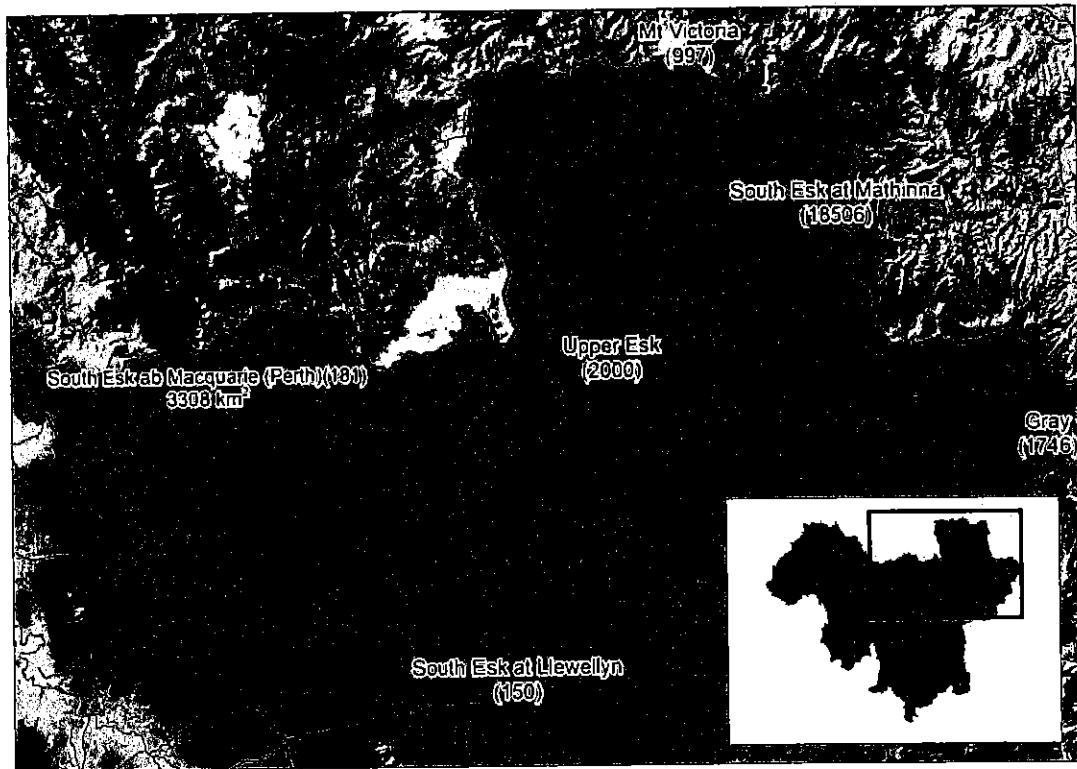 Mt Victoria
(997)
South Esk at Mathinna
(18506)
Upper Esk
(2000)
South Esk ab Macquarie (Perth)(181)
3308 km²
Gray
(1746)
South Esk at Llewellyn
(150)